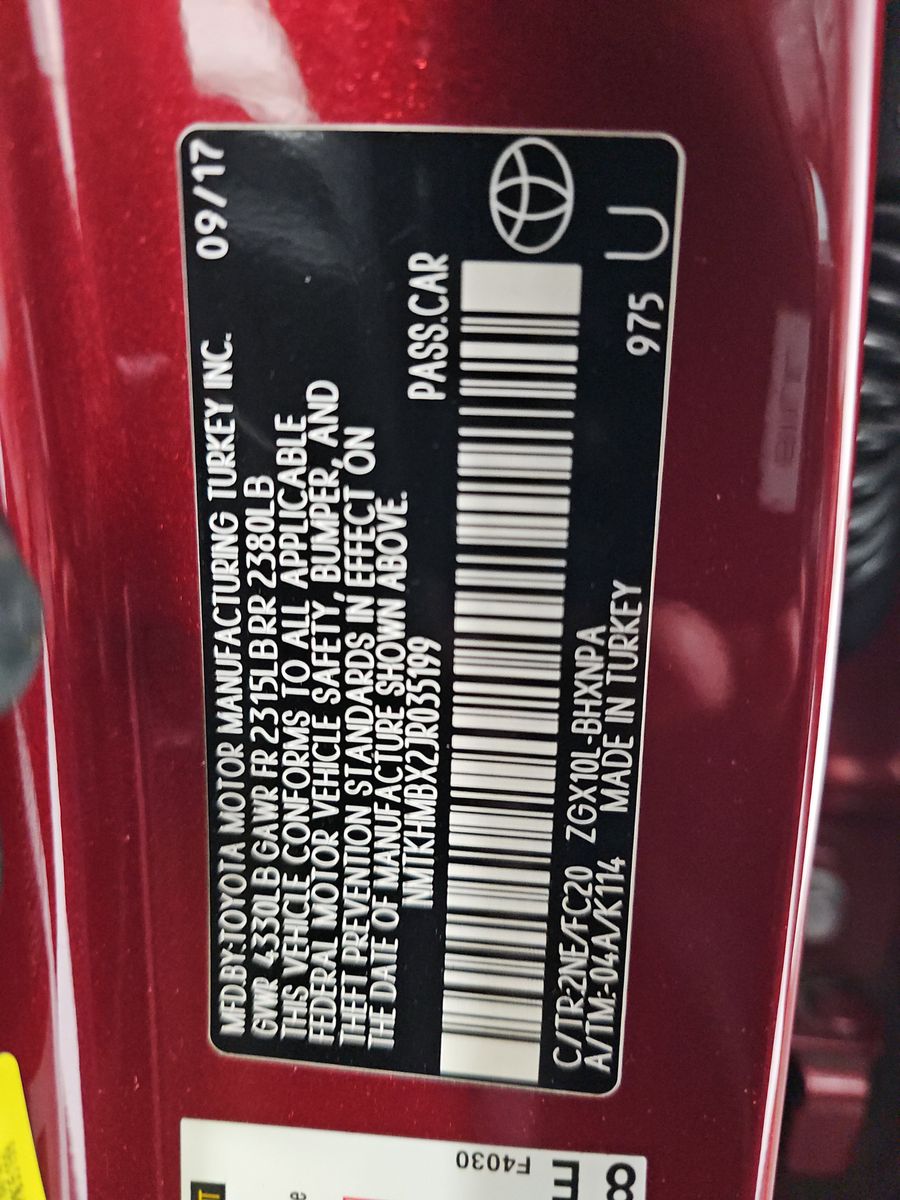 MFD.BY:TOYOTA MOTOR MANUFACTURING TURKEY INC. 09/17
GVWR 4330LB GAWR FR 2315LB RR 2380LB
THIS VEHICLE CONFORMS TO ALL APPLICABLE
FEDERAL MOTOR VEHICLE SAFETY, BUMPER, AND
THEFT PREVENTION STANDARDS IN EFFECT ON
THE DATE OF MANUFACTURE SHOWN ABOVE.
NMTKHMBX2JR035199 PASS.CAR
C/TR:2NE/FC20 ZGX10L-BHXNPA
A/TM:-04A/K114 MADE IN TURKEY 975 U
F4030